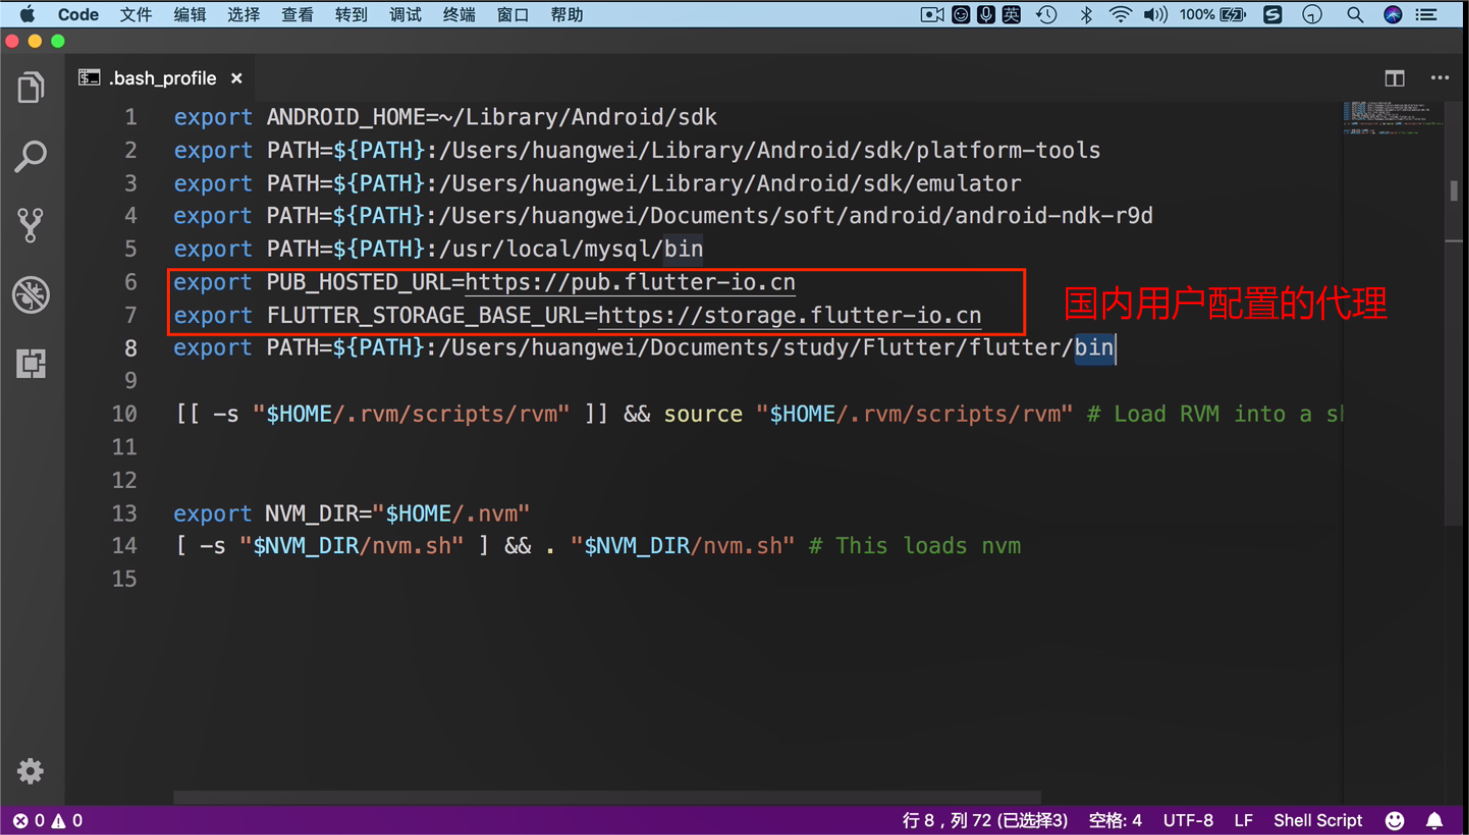 Code 文件 编辑 选择 查看 转到 调试 终端 窗口 帮助 英 100%
.bash_profile
1 export ANDROID_HOME=~/Library/Android/sdk
2 export PATH=${PATH}:/Users/huangwei/Library/Android/sdk/platform-tools
3 export PATH=${PATH}:/Users/huangwei/Library/Android/sdk/emulator
4 export PATH=${PATH}:/Users/huangwei/Documents/soft/android/android-ndk-r9d
5 export PATH=${PATH}:/usr/local/mysql/bin
6 export PUB_HOSTED_URL=https://pub.flutter-io.cn
7 export FLUTTER_STORAGE_BASE_URL=https://storage.flutter-io.cn
国内用户配置的代理
8 export PATH=${PATH}:/Users/huangwei/Documents/study/Flutter/flutter/bin
9
10 [[ -s "$HOME/.rvm/scripts/rvm" ]] && source "$HOME/.rvm/scripts/rvm" # Load RVM into a s
11
12
13 export NVM_DIR="$HOME/.nvm"
14 [ -s "$NVM_DIR/nvm.sh" ] && . "$NVM_DIR/nvm.sh" # This loads nvm
15
0 0 行 8，列 72 (已选择3) 空格: 4 UTF-8 LF Shell Script